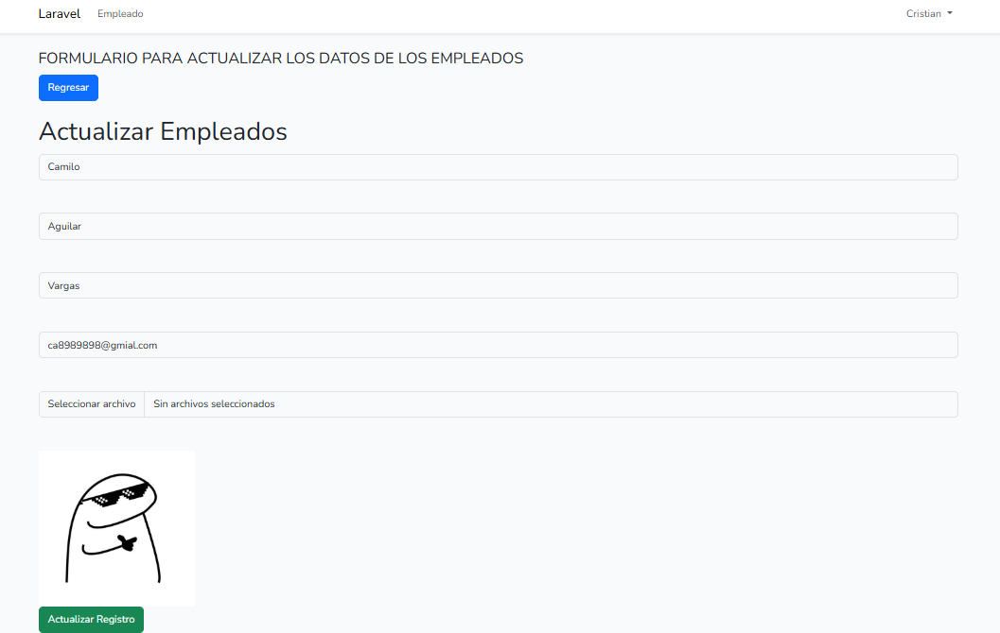 Laravel Empleado Cristian
FORMULARIO PARA ACTUALIZAR LOS DATOS DE LOS EMPLEADOS
Regresar
Actualizar Empleados
Camilo
Aguilar
Vargas
ca8989898@gmial.com
Seleccionar archivo Sin archivos seleccionados
Actualizar Registro